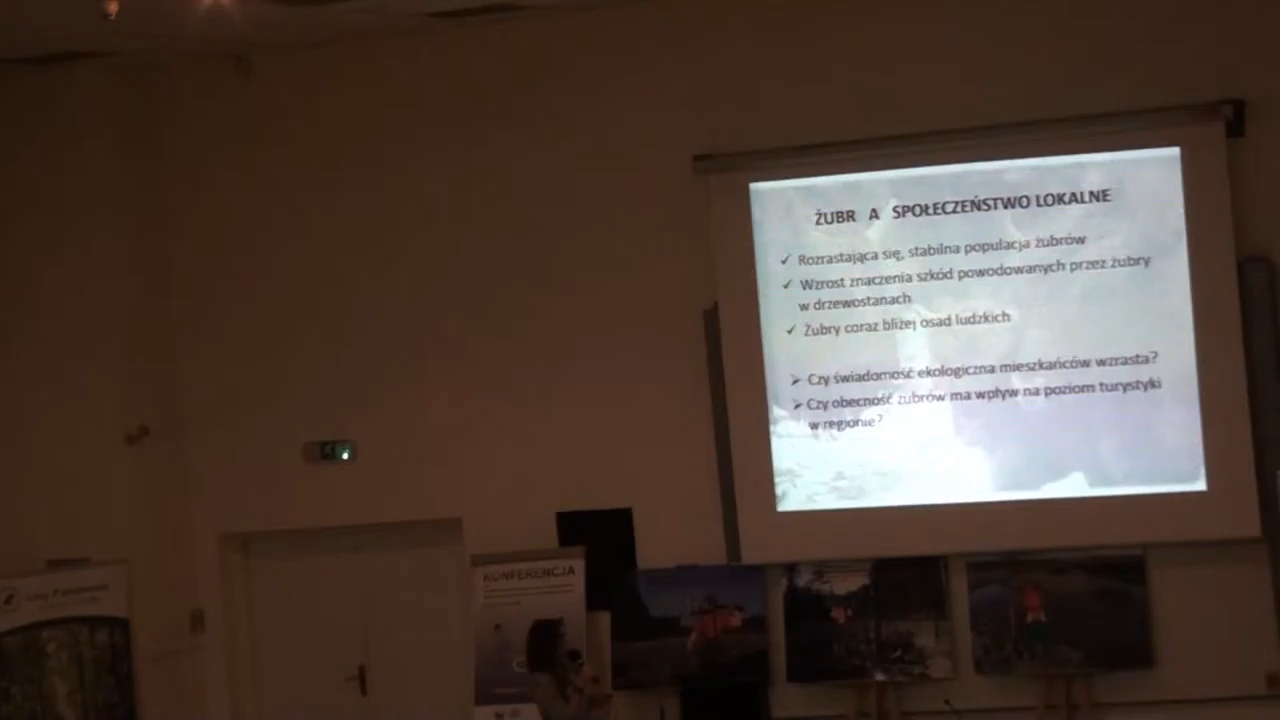 ŻUBR A SPOŁECZEŃSTWO LOKALNE
✓ Rozrastająca się, stabilna populacja żubrów
✓ Wzrost znaczenia szkód powodowanych przez żubry
w drzewostanach
✓ Żubry coraz bliżej osad ludzkich
➢ Czy świadomość ekologiczna mieszkańców wzrasta?
➢ Czy obecność żubrów ma wpływ na poziom turystyki
w regionie?
KONFERENCJA